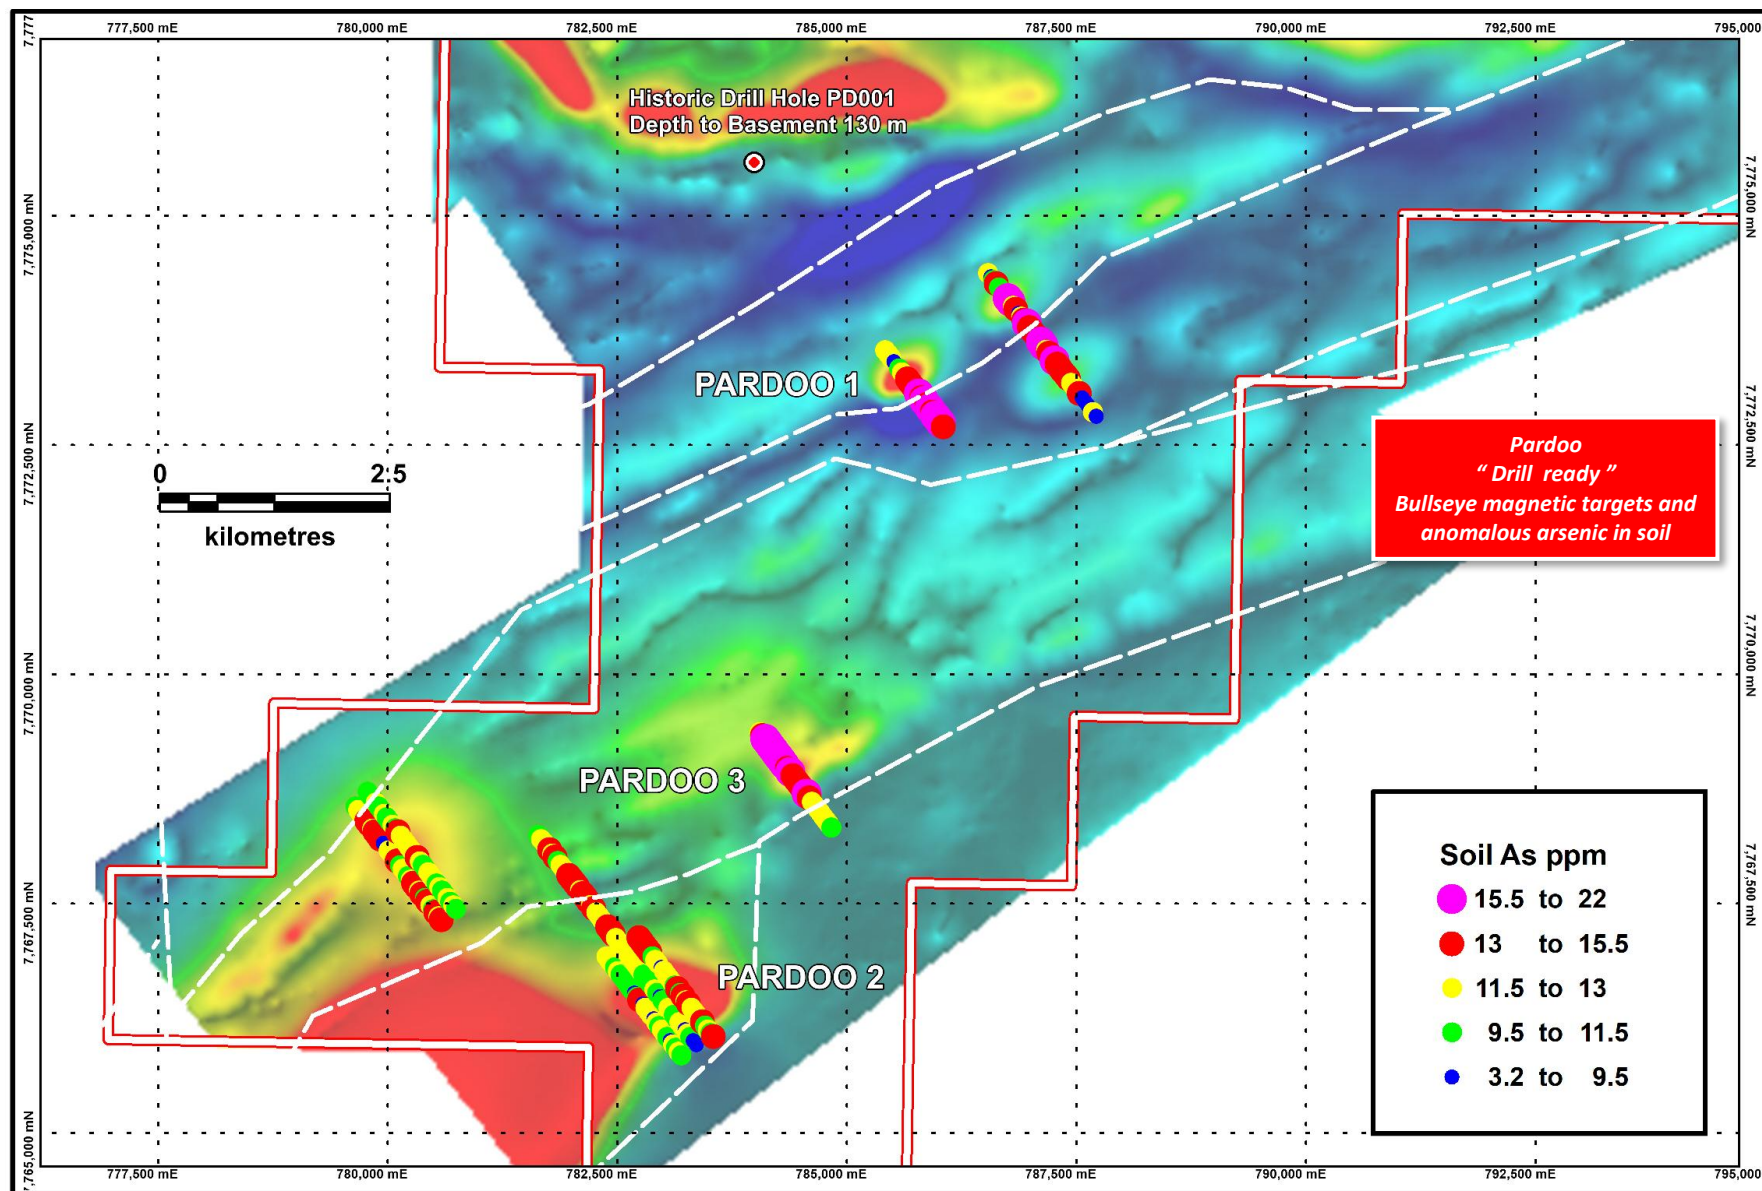 777,500 mE 780,000 mE 782,500 mE 785,000 mE 787,500 mE 790,000 mE 792,500 mE 795,000
7,777
Historic Drill Hole PD001
Depth to Basement 130 m
7,775,000 mN
7,775,000 mN
PARDOO 1
7,772,500 mN
7,772,500 mN
0 2.5
kilometres
Pardoo
“ Drill ready ”
Bullseye magnetic targets and
anomalous arsenic in soil
7,770,000 mN
7,770,000 mN
PARDOO 3
Soil As ppm
15.5 to 22
13 to 15.5
11.5 to 13
9.5 to 11.5
3.2 to 9.5
7,767,500 mN
7,767,500 mN
PARDOO 2
7,765,000 mN
7,765,000 mN
777,500 mE 780,000 mE 782,500 mE 785,000 mE 787,500 mE 790,000 mE 792,500 mE 795,000